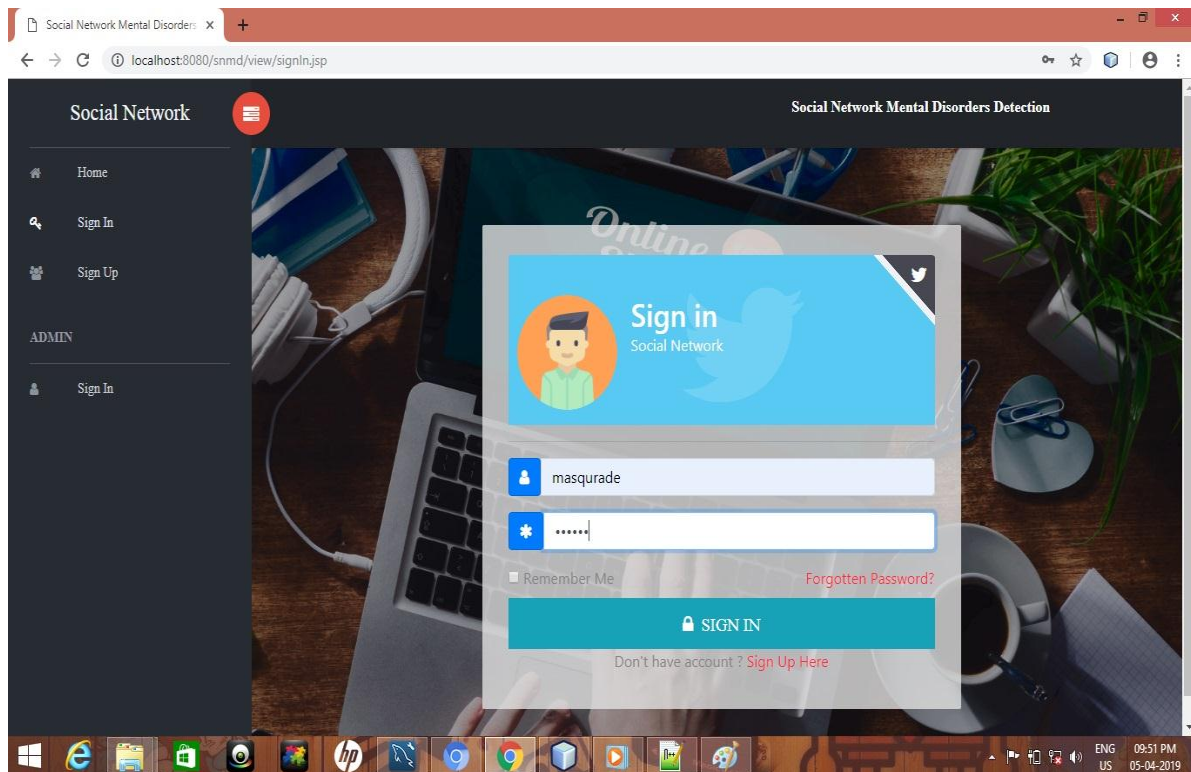 Social Network Mental Disorders
localhost:8080/snmd/view/signIn.jsp
Social Network
Social Network Mental Disorders Detection
Home
Sign In
Sign Up
ADMIN
Sign In
Online
Sign in
Social Network
masqurade
••••••
Remember Me
Forgotten Password?
SIGN IN
Don't have account ? Sign Up Here
hp
ENG
US
09:51 PM
05-04-2019